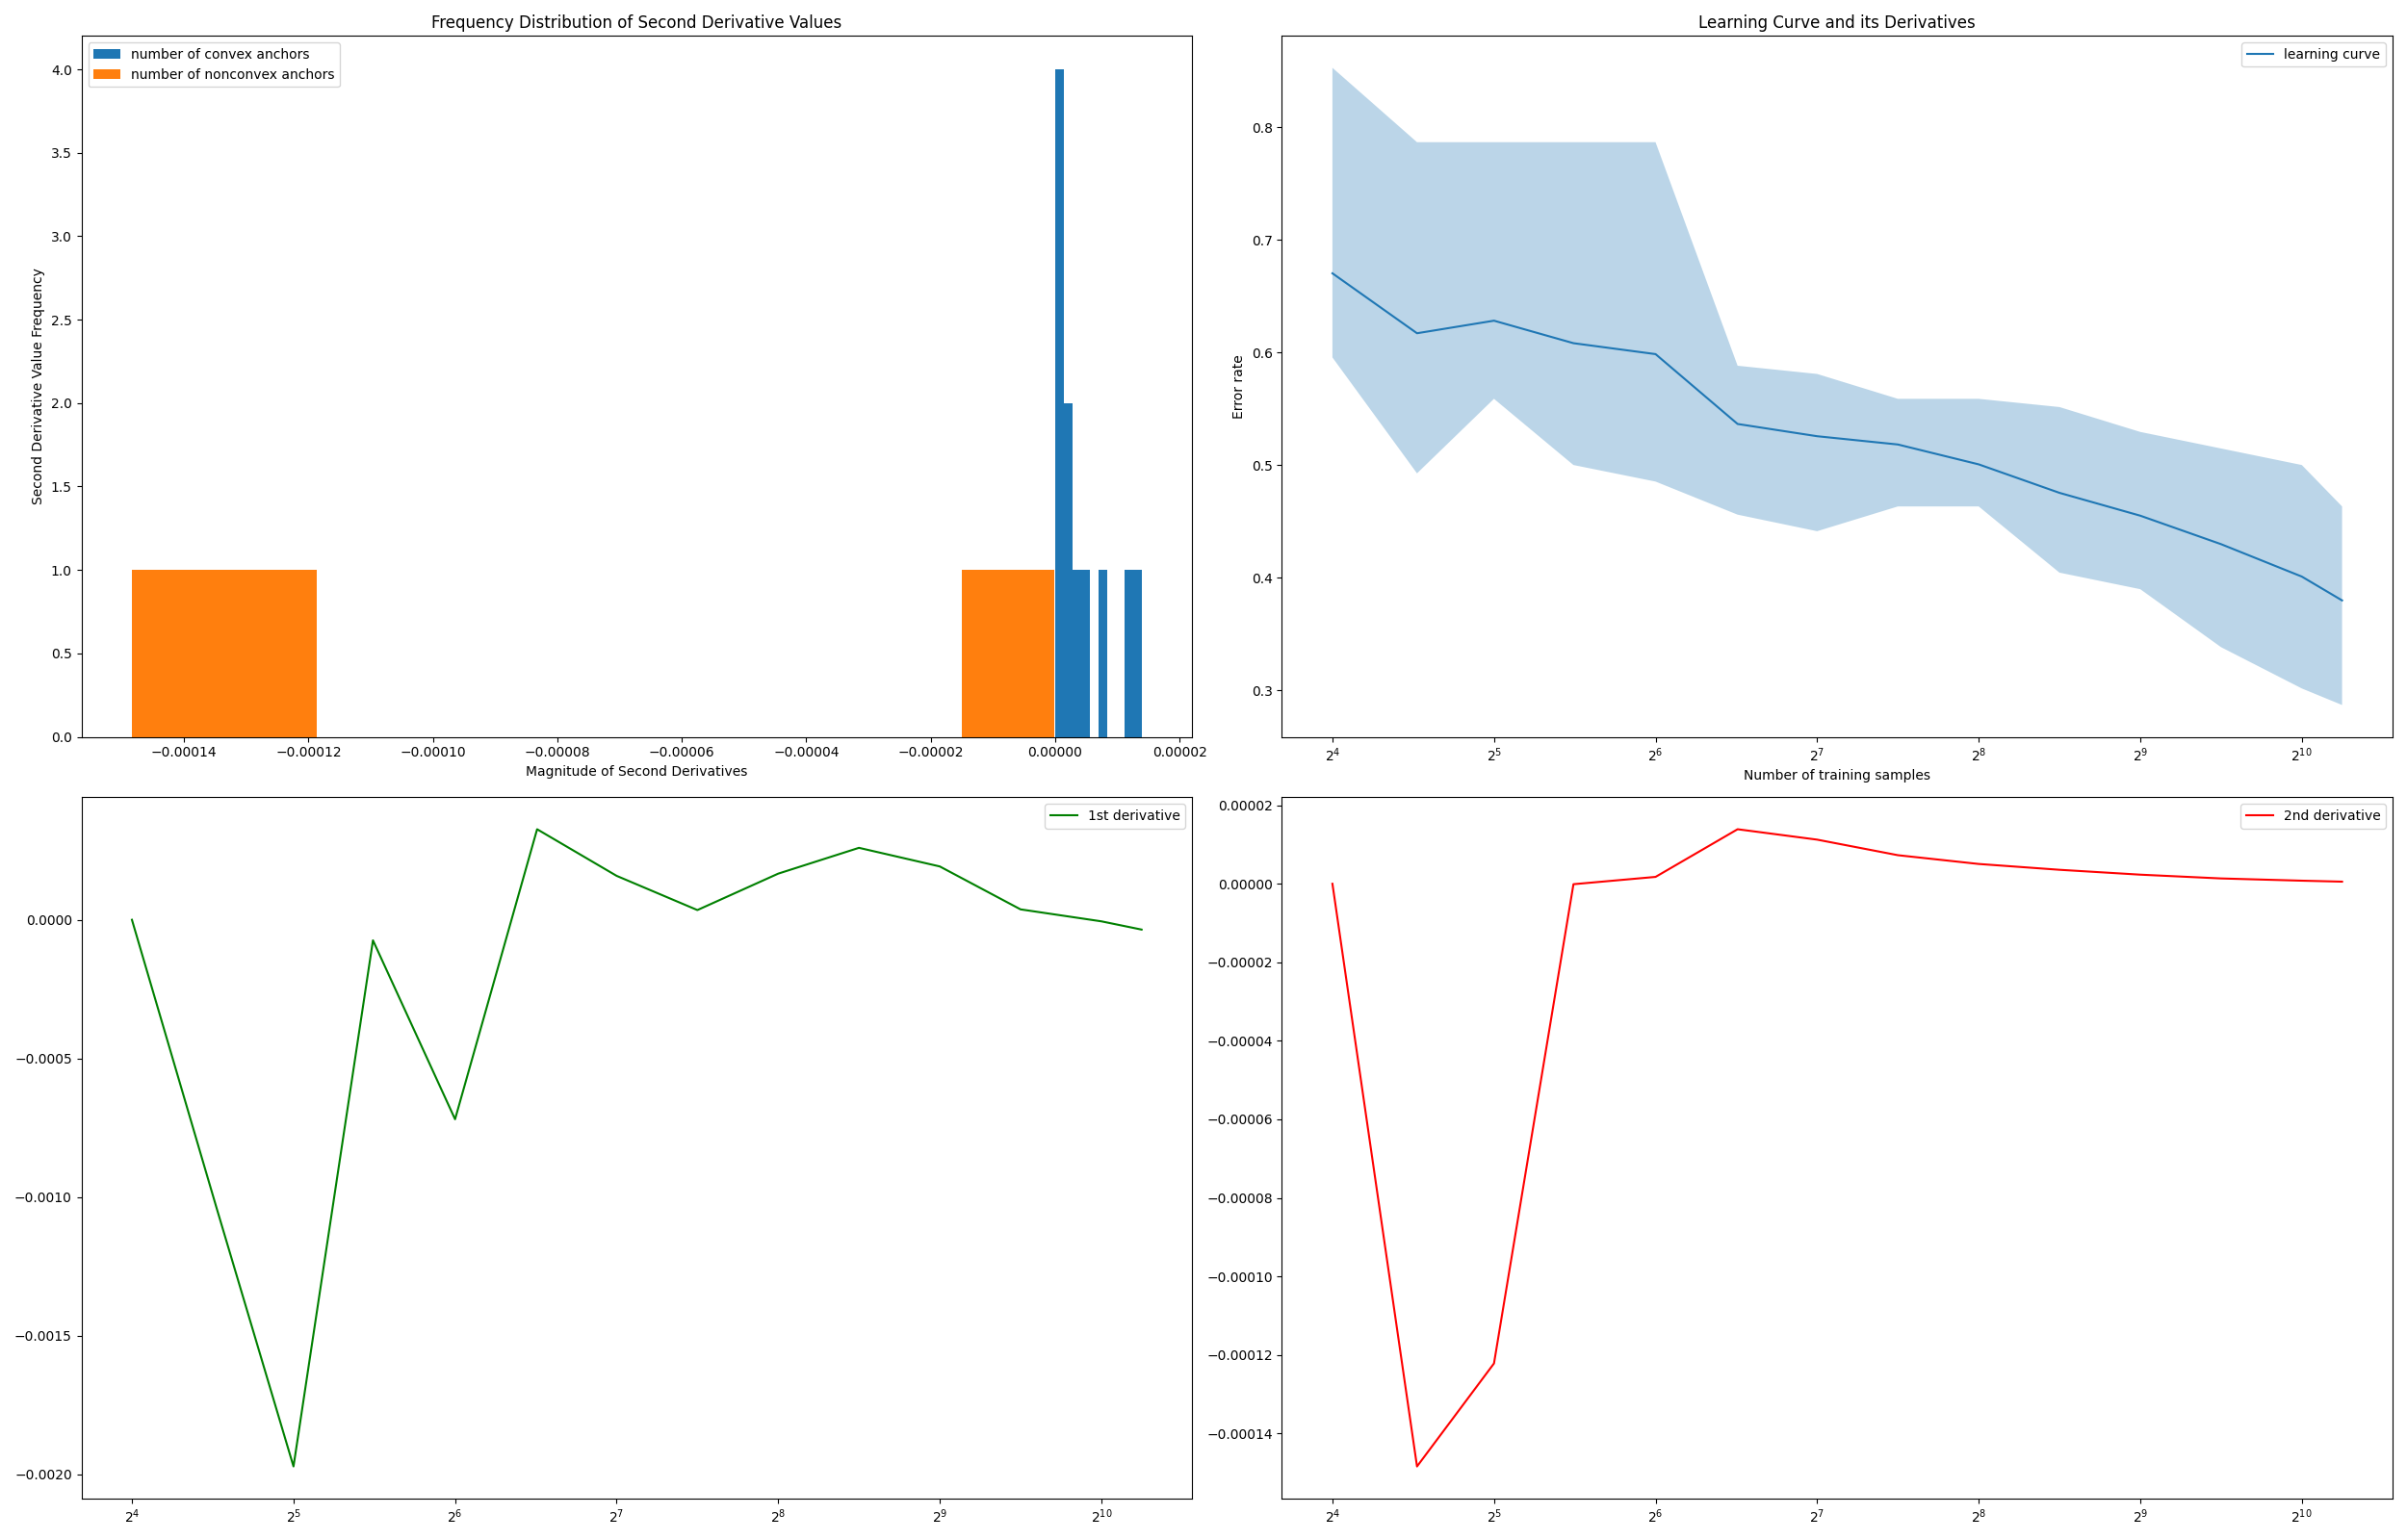 Frequency Distribution of Second Derivative Values
number of convex anchors
number of nonconvex anchors
Second Derivative Value Frequency
4.0
3.5
3.0
2.5
2.0
1.5
1.0
0.5
0.0
−0.00014 −0.00012 −0.00010 −0.00008 −0.00006 −0.00004 −0.00002 0.00000 0.00002
Magnitude of Second Derivatives
Learning Curve and its Derivatives
learning curve
Error rate
0.8
0.7
0.6
0.5
0.4
0.3
2⁴ 2⁵ 2⁶ 2⁷ 2⁸ 2⁹ 2¹⁰
Number of training samples
1st derivative
0.0000
−0.0005
−0.0010
−0.0015
−0.0020
2⁴ 2⁵ 2⁶ 2⁷ 2⁸ 2⁹ 2¹⁰
2nd derivative
0.00002
0.00000
−0.00002
−0.00004
−0.00006
−0.00008
−0.00010
−0.00012
−0.00014
2⁴ 2⁵ 2⁶ 2⁷ 2⁸ 2⁹ 2¹⁰